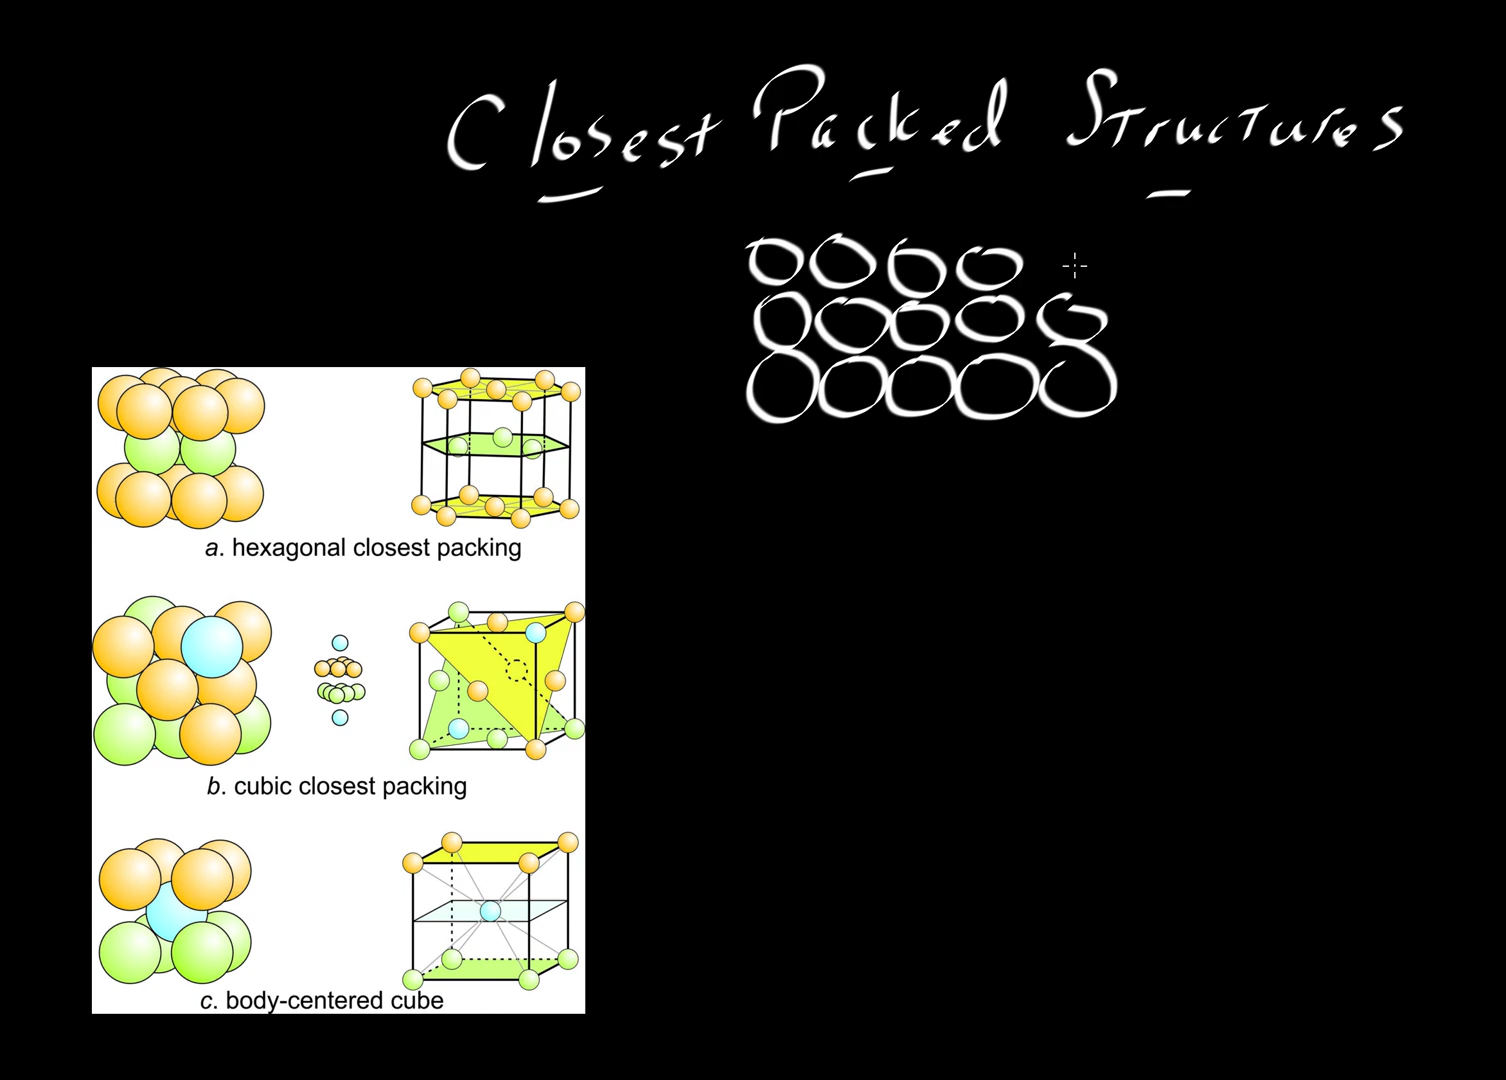 Closest Packed Structures
a. hexagonal closest packing
b. cubic closest packing
c. body-centered cube